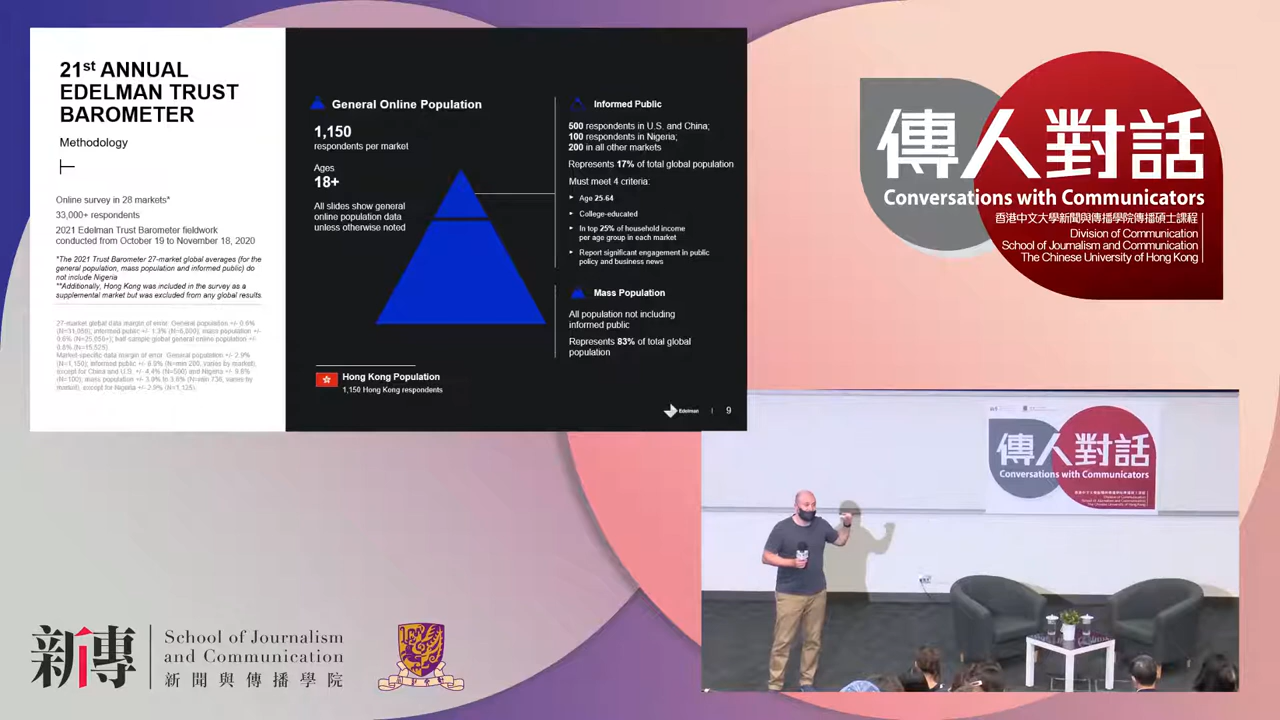 21st ANNUAL
EDELMAN TRUST
BAROMETER
Methodology
Online survey in 28 markets*
33,000+ respondents
2021 Edelman Trust Barometer fieldwork
conducted from October 19 to November 18, 2020
*The 2021 Trust Barometer 27-market global averages (for the
general population, mass population and informed public) do
not include Nigeria
**Additionally, Hong Kong was included in the survey as a
supplemental market but was excluded from any global results.
General Online Population
1,150
respondents per market
Ages
18+
All slides show general
online population data
unless otherwise noted
Hong Kong Population
1,150 Hong Kong respondents
Informed Public
500 respondents in U.S. and China;
100 respondents in Nigeria;
200 in all other markets
Represents 17% of total global population
Must meet 4 criteria:
Age 25-64
College-educated
In top 25% of household income
per age group in each market
Report significant engagement in public
policy and business news
Mass Population
All population not including
informed public
Represents 83% of total global
population
Edelman
9
傳人對話
Conversations with Communicators
香港中文大學新聞與傳播學院傳播碩士課程
Division of Communication
School of Journalism and Communication
The Chinese University of Hong Kong
傳人對話
Conversations with Communicators
新傳
School of Journalism
and Communication
新聞與傳播學院